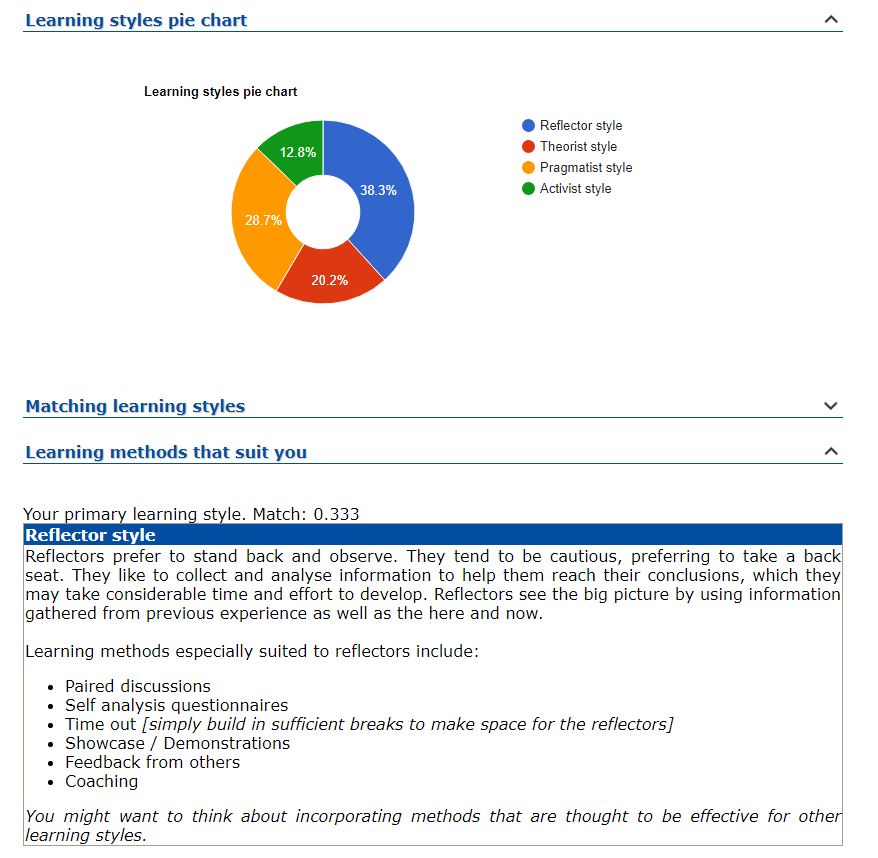 Learning styles pie chart
Learning styles pie chart
Reflector style
Theorist style
Pragmatist style
Activist style
12.8%
38.3%
28.7%
20.2%
Matching learning styles
Learning methods that suit you
Your primary learning style. Match: 0.333
Reflector style
Reflectors prefer to stand back and observe. They tend to be cautious, preferring to take a back
seat. They like to collect and analyse information to help them reach their conclusions, which they
may take considerable time and effort to develop. Reflectors see the big picture by using information
gathered from previous experience as well as the here and now.
Learning methods especially suited to reflectors include:
• Paired discussions
• Self analysis questionnaires
• Time out [simply build in sufficient breaks to make space for the reflectors]
• Showcase / Demonstrations
• Feedback from others
• Coaching
You might want to think about incorporating methods that are thought to be effective for other
learning styles.